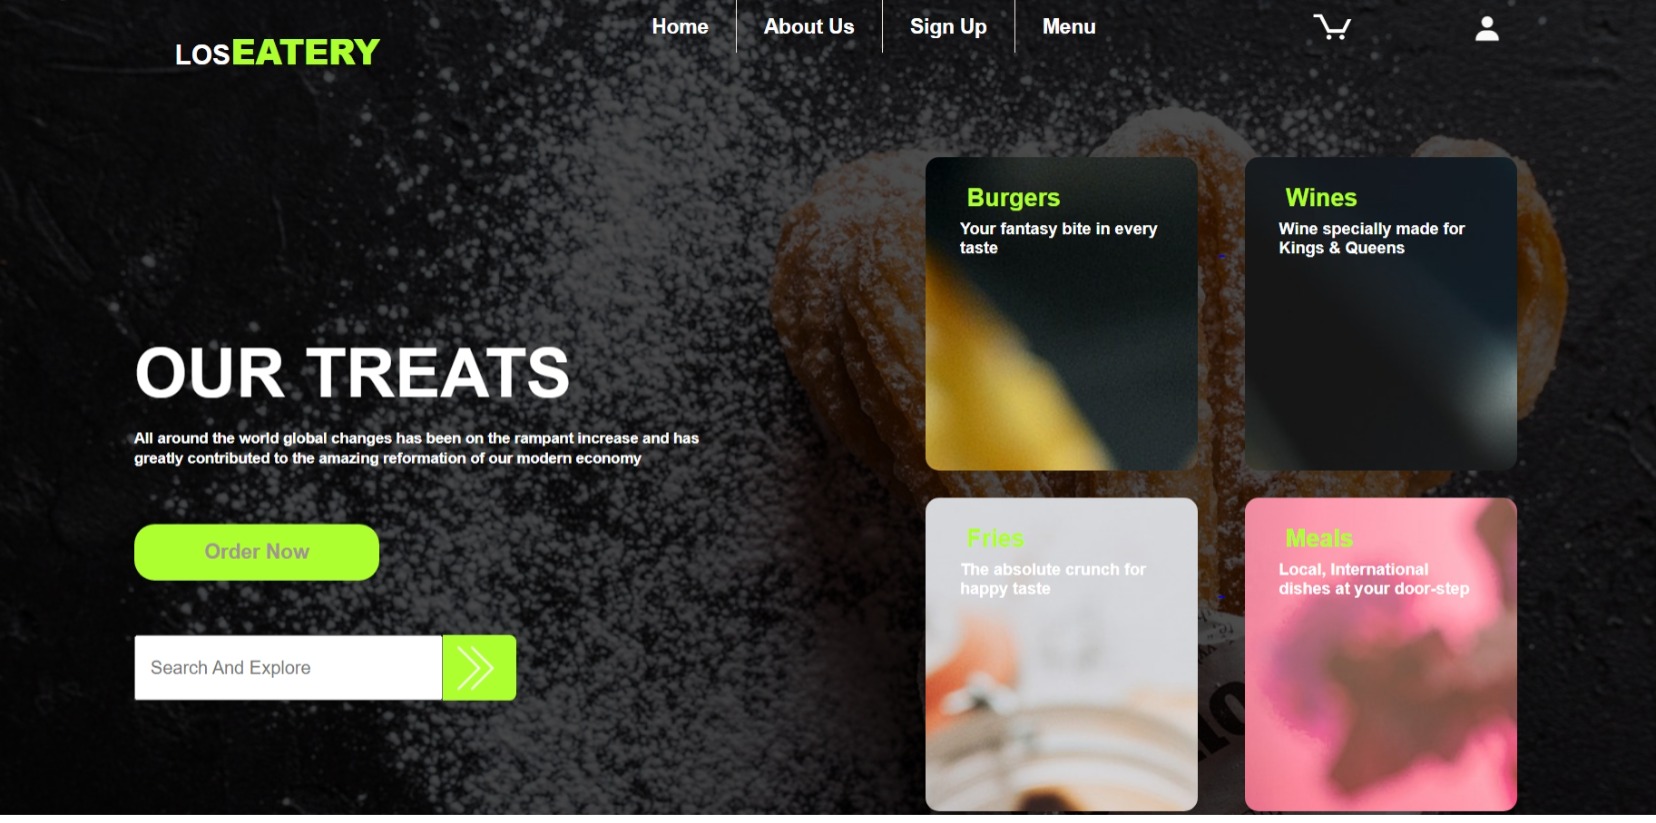 Home
About Us
Sign Up
Menu
LOSEATERY
OUR TREATS
All around the world global changes has been on the rampant increase and has
greatly contributed to the amazing reformation of our modern economy
Order Now
Search And Explore
Burgers
Your fantasy bite in every
taste
Wines
Wine specially made for
Kings & Queens
Fries
The absolute crunch for
happy taste
Meals
Local, International
dishes at your door-step